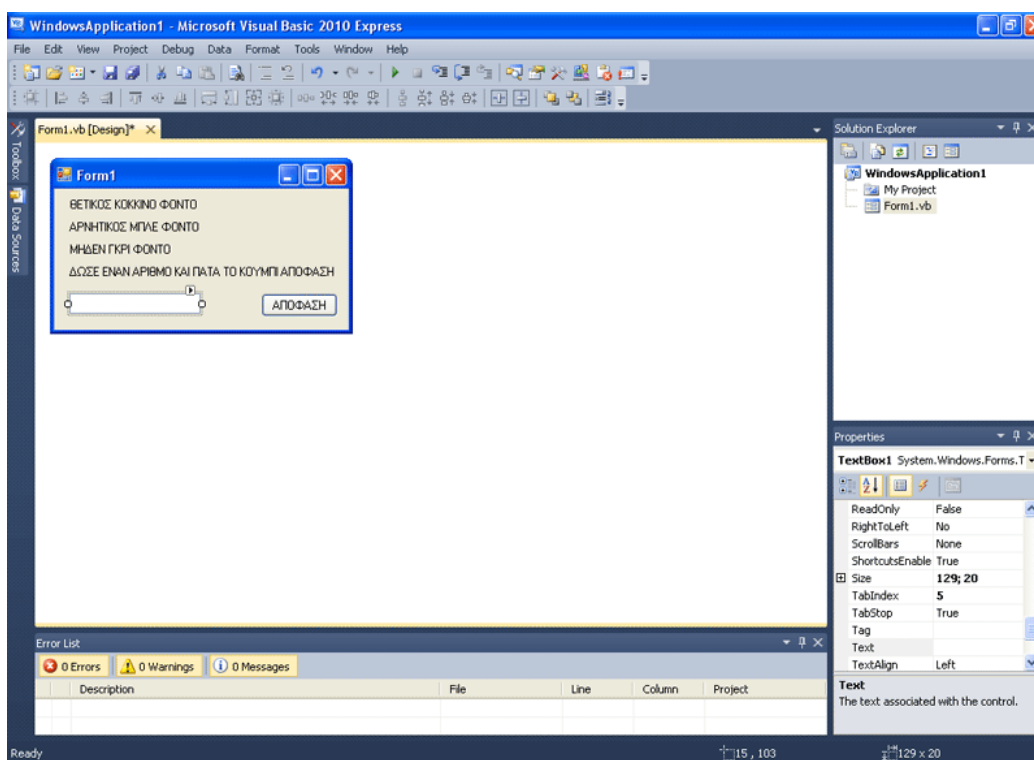 WindowsApplication1 - Microsoft Visual Basic 2010 Express
File Edit View Project Debug Data Format Tools Window Help
Toolbox
Data Sources
Form1.vb [Design]*
Form1
ΘΕΤΙΚΟΣ ΚΟΚΚΙΝΟ ΦΟΝΤΟ
ΑΡΝΗΤΙΚΟΣ ΜΠΛΕ ΦΟΝΤΟ
ΜΗΔΕΝ ΓΚΡΙ ΦΟΝΤΟ
ΔΩΣΕ ΕΝΑΝ ΑΡΙΘΜΟ ΚΑΙ ΠΑΤΑ ΤΟ ΚΟΥΜΠΙ ΑΠΟΦΑΣΗ
ΑΠΟΦΑΣΗ
Solution Explorer
WindowsApplication1
My Project
Form1.vb
Properties
TextBox1 System.Windows.Forms.T
ReadOnly False
RightToLeft No
ScrollBars None
ShortcutsEnable True
Size 129; 20
TabIndex 5
TabStop True
Tag
Text
TextAlign Left
Text
The text associated with the control.
Error List
0 Errors 0 Warnings 0 Messages
Description File Line Column Project
Ready 15 , 103 129 x 20